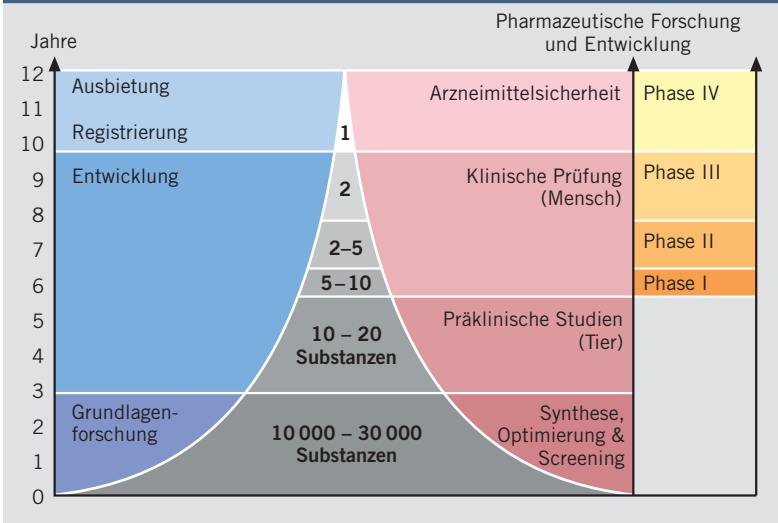 Pharmazeutische Forschung
und Entwicklung
Jahre
12
11
10
9
8
7
6
5
4
3
2
1
0
Ausbietung
Registrierung
Entwicklung
Grundlagen-
forschung
1
2
2–5
5–10
10 – 20
Substanzen
10 000 – 30 000
Substanzen
Arzneimittelsicherheit
Klinische Prüfung
(Mensch)
Präklinische Studien
(Tier)
Synthese,
Optimierung &
Screening
Phase IV
Phase III
Phase II
Phase I